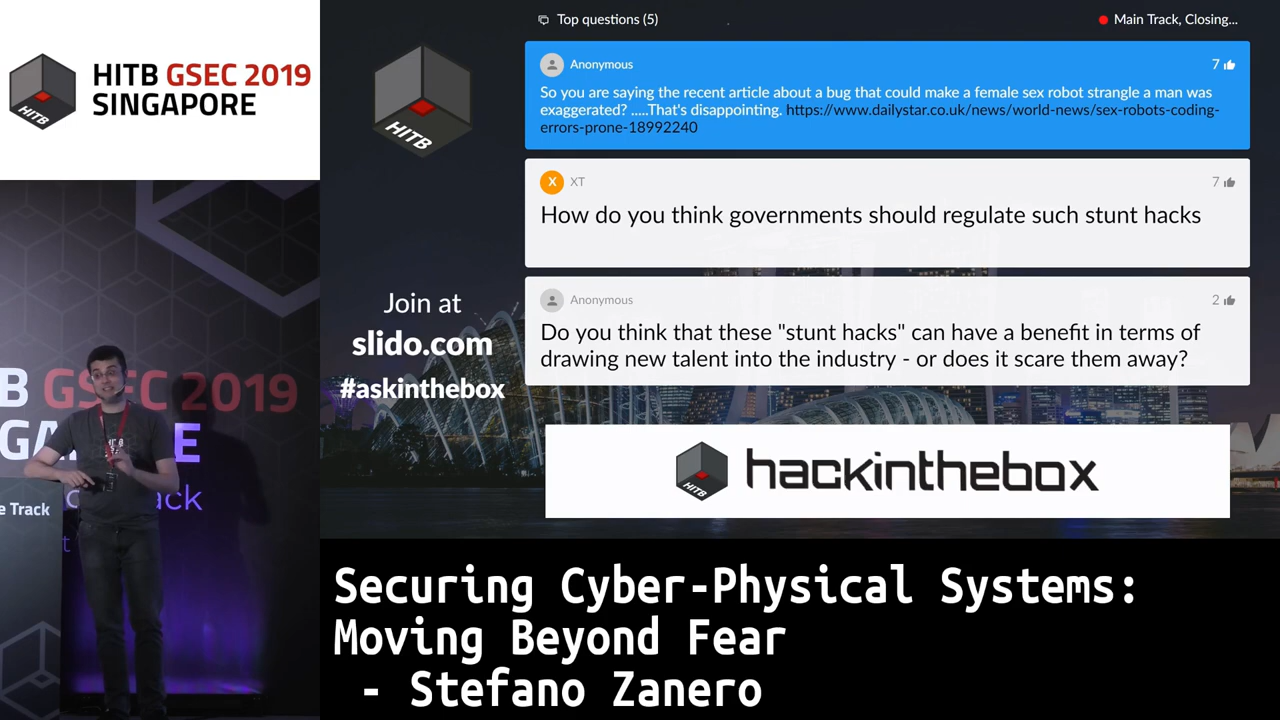 HITB GSEC 2019
SINGAPORE
HITB
B GSEC 2019
GA E
ack
e Track
t
Top questions (5)
Main Track, Closing...
HITB
Join at
slido.com
#askinthebox
Anonymous
7
So you are saying the recent article about a bug that could make a female sex robot strangle a man was
exaggerated? .....That's disappointing. https://www.dailystar.co.uk/news/world-news/sex-robots-coding-
errors-prone-18992240
X XT
7
How do you think governments should regulate such stunt hacks
Anonymous
2
Do you think that these "stunt hacks" can have a benefit in terms of
drawing new talent into the industry - or does it scare them away?
HITB
hackinthebox
Securing Cyber-Physical Systems:
Moving Beyond Fear
- Stefano Zanero